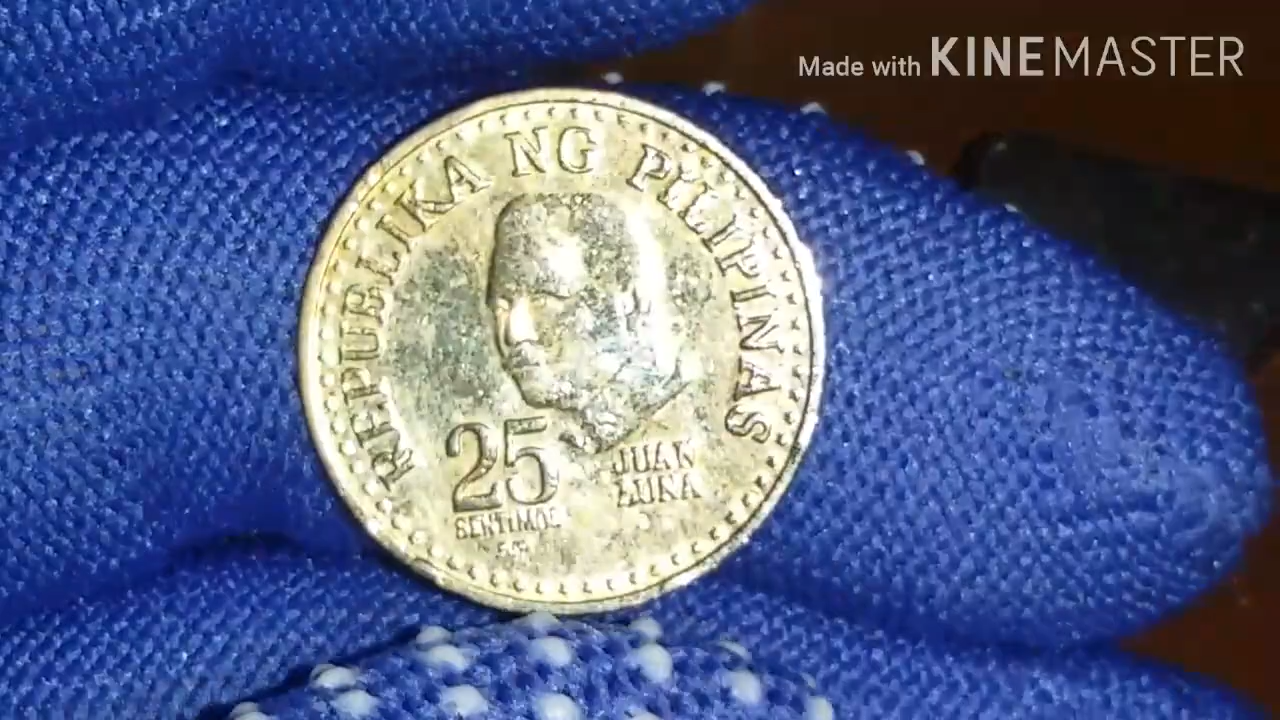 Made with KINEMASTER
REPUBLIKA NG PILIPINAS
25
SENTIMOS
JUAN
LUNA